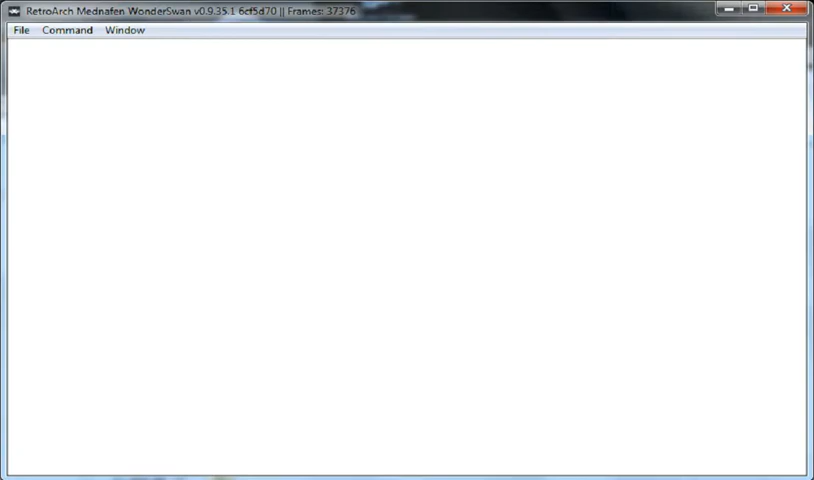 RetroArch Mednafen WonderSwan v0.9.35.1 6cf5d70 || Frames: 37376
File Command Window